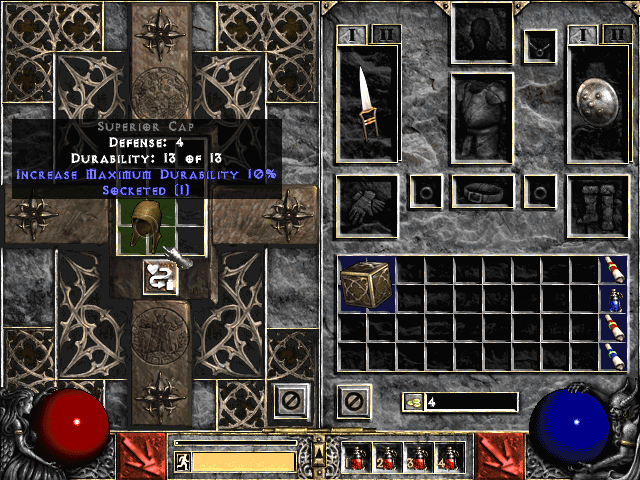 I II
I II
Superior Cap
Defense: 4
Durability: 13 of 13
Increase Maximum Durability 10%
Socketed (1)
4
2 3 4